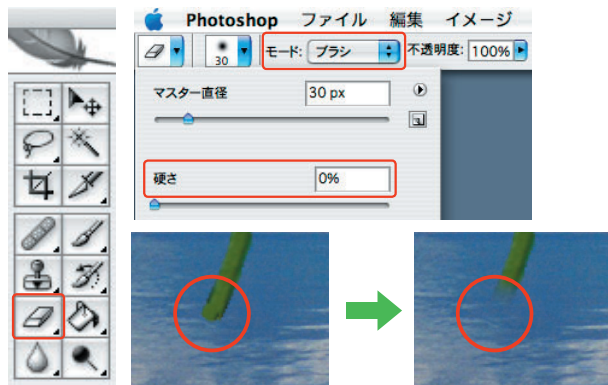 Photoshop ファイル 編集 イメージ
30 モード: ブラシ 不透明度: 100%
マスター直径 30 px
硬さ 0%